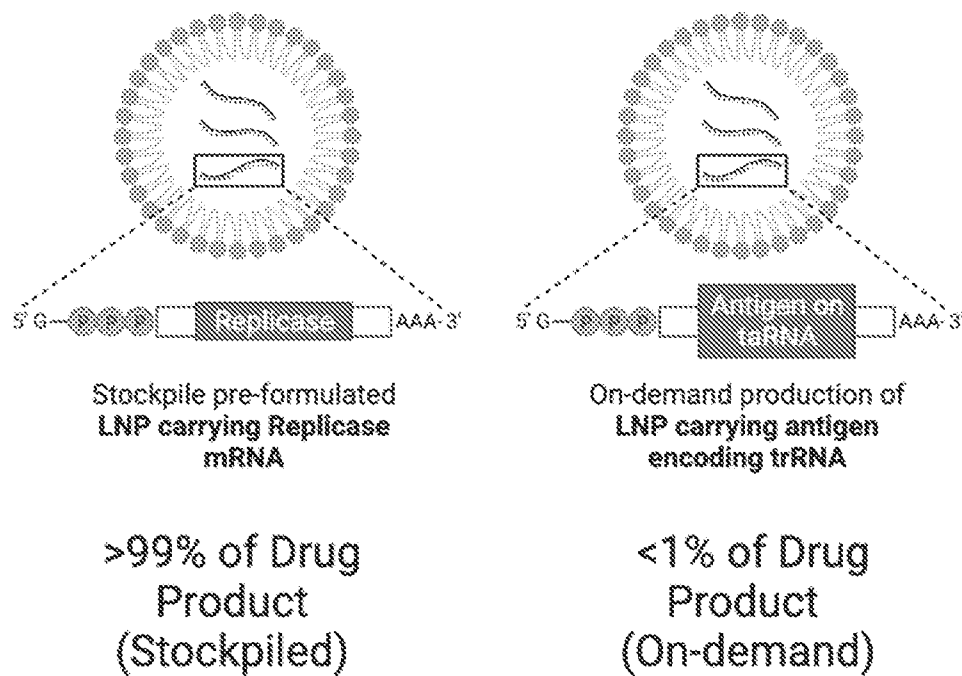 5' G
P P P
Replicase
AAA- 3'
5' G
P P P
Antigen on
taRNA
AAA- 3'
Stockpile pre-formulated
LNP carrying Replicase
mRNA
On-demand production of
LNP carrying antigen
encoding trRNA
>99% of Drug
Product
(Stockpiled)
<1% of Drug
Product
(On-demand)